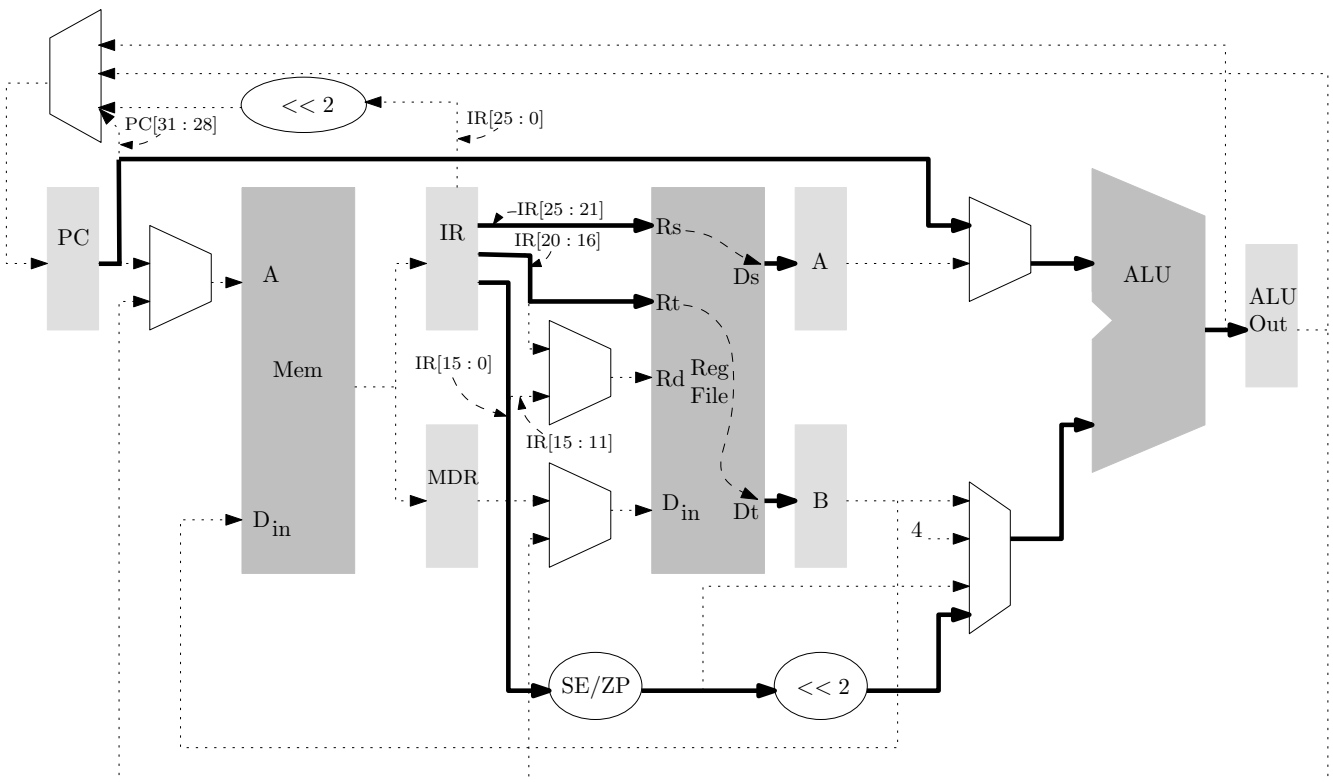 << 2
IR[25 : 0]
PC[31 : 28]
PC
A
Mem
D in
IR
IR[25 : 21]
IR[20 : 16]
IR[15 : 0]
IR[15 : 11]
MDR
Rs
Rt
Rd
Reg
File
D in
Ds
Dt
A
B
4
SE/ZP
<< 2
ALU
ALU
Out